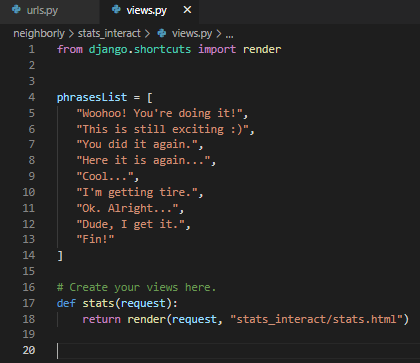 urls.py views.py ×
neighborly > stats_interact > views.py > ...
1 from django.shortcuts import render
2
3
4 phrasesList = [
5 "Woohoo! You're doing it!",
6 "This is still exciting :)",
7 "You did it again.",
8 "Here it is again...",
9 "Cool...",
10 "I'm getting tire.",
11 "Ok. Alright...",
12 "Dude, I get it.",
13 "Fin!"
14 ]
15
16 # Create your views here.
17 def stats(request):
18 return render(request, "stats_interact/stats.html")
19
20